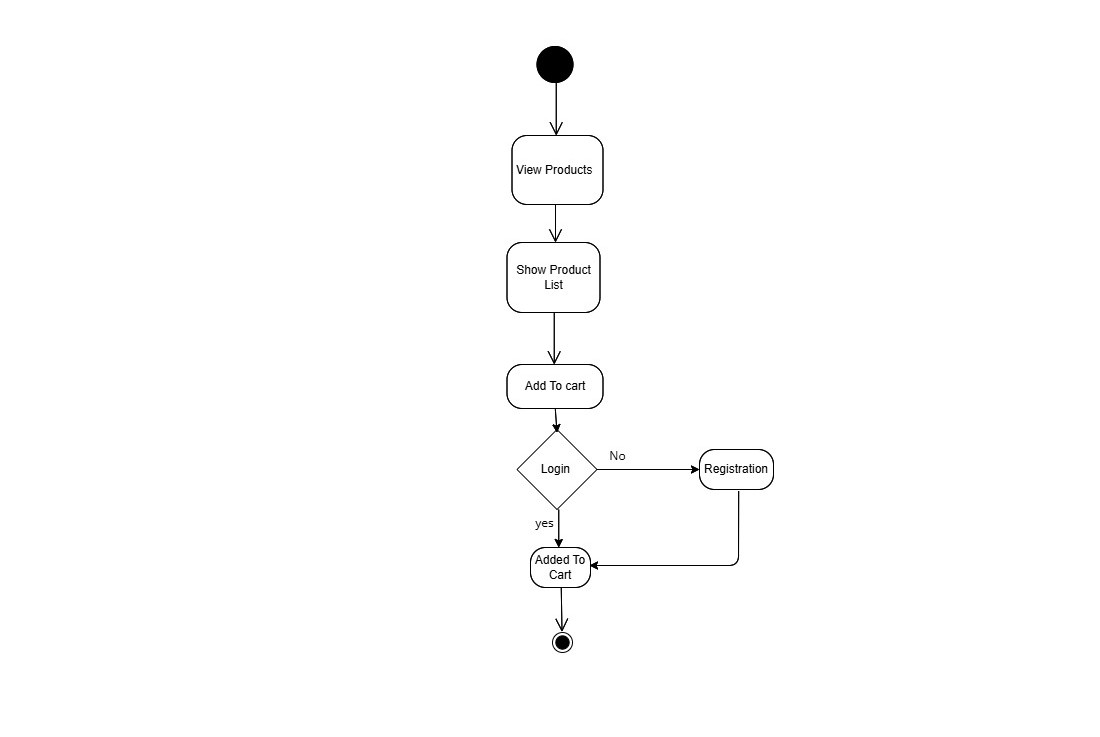 View Products
Show Product
List
Add To cart
Login
No
Registration
yes
Added To
Cart